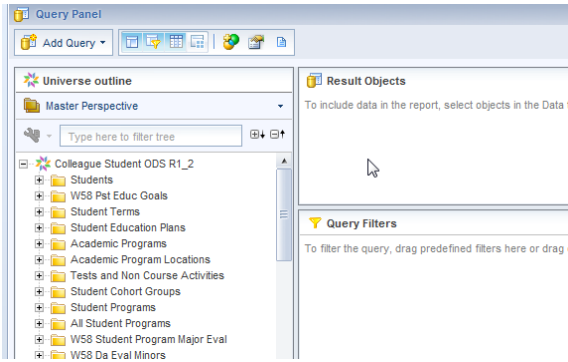 Query Panel
Add Query
Universe outline
Master Perspective
Type here to filter tree
Colleague Student ODS R1_2
Students
W58 Pst Educ Goals
Student Terms
Student Education Plans
Academic Programs
Academic Program Locations
Tests and Non Course Activities
Student Cohort Groups
Student Programs
All Student Programs
W58 Student Program Major Eval
W58 Da Eval Minors
Result Objects
To include data in the report, select objects in the Data
Query Filters
To filter the query, drag predefined filters here or drag